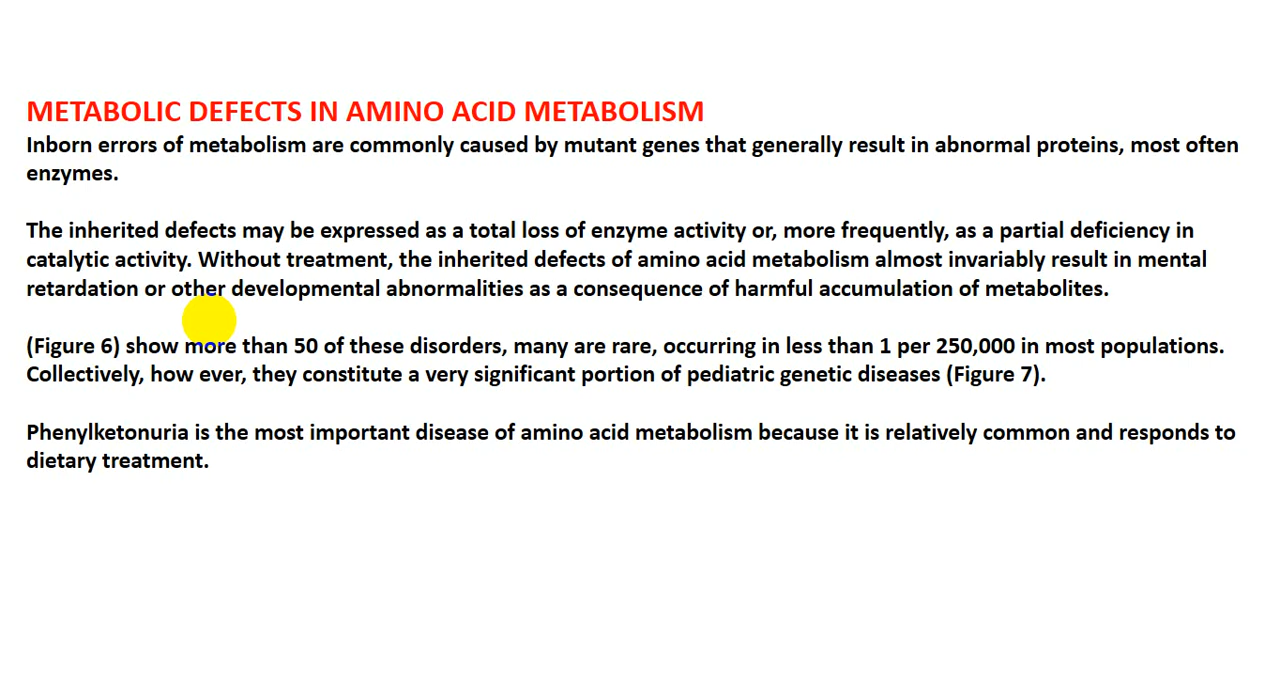 METABOLIC DEFECTS IN AMINO ACID METABOLISM
Inborn errors of metabolism are commonly caused by mutant genes that generally result in abnormal proteins, most often
enzymes.
The inherited defects may be expressed as a total loss of enzyme activity or, more frequently, as a partial deficiency in
catalytic activity. Without treatment, the inherited defects of amino acid metabolism almost invariably result in mental
retardation or other developmental abnormalities as a consequence of harmful accumulation of metabolites.
(Figure 6) show more than 50 of these disorders, many are rare, occurring in less than 1 per 250,000 in most populations.
Collectively, how ever, they constitute a very significant portion of pediatric genetic diseases (Figure 7).
Phenylketonuria is the most important disease of amino acid metabolism because it is relatively common and responds to
dietary treatment.